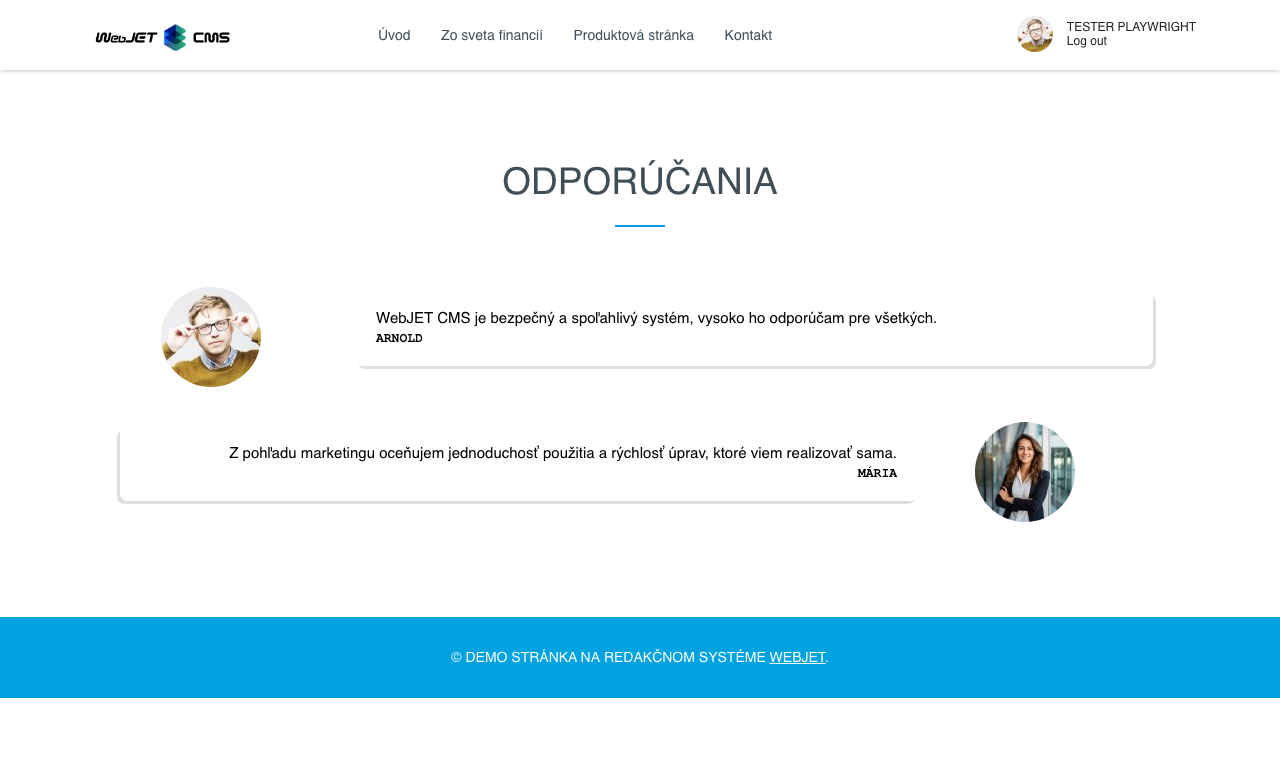 WebJET CMS
Úvod
Zo sveta financií
Produktová stránka
Kontakt
TESTER PLAYWRIGHT
Log out
ODPORÚČANIA
WebJET CMS je bezpečný a spoľahlivý systém, vysoko ho odporúčam pre všetkých.
ARNOLD
Z pohľadu marketingu oceňujem jednoduchosť použitia a rýchlosť úprav, ktoré viem realizovať sama.
MÁRIA
© DEMO STRÁNKA NA REDAKČNOM SYSTÉME WEBJET.